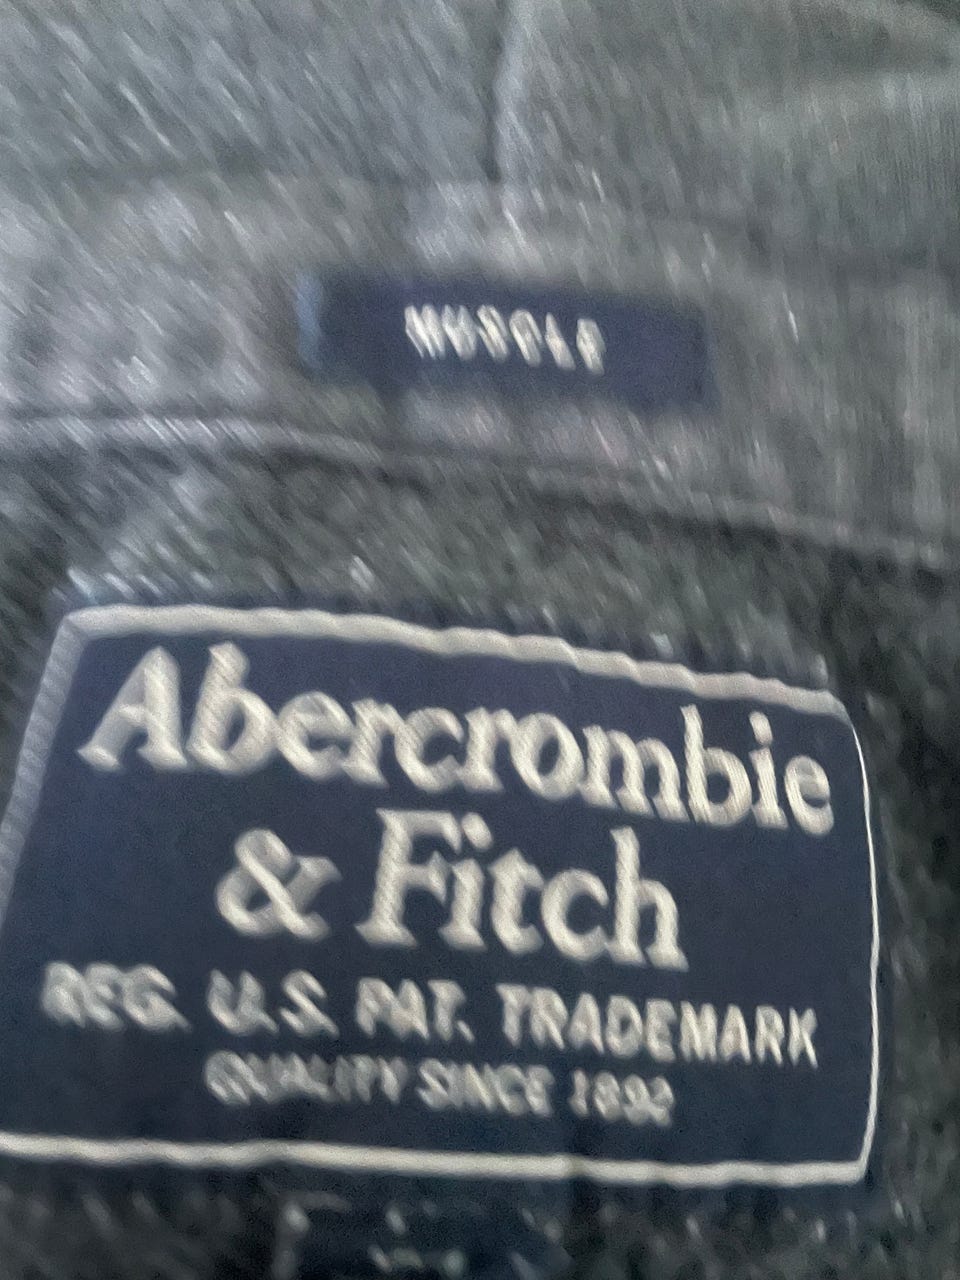 MUSCLE
Abercrombie
& Fitch
REG. U.S. PAT. TRADEMARK
QUALITY SINCE 1892